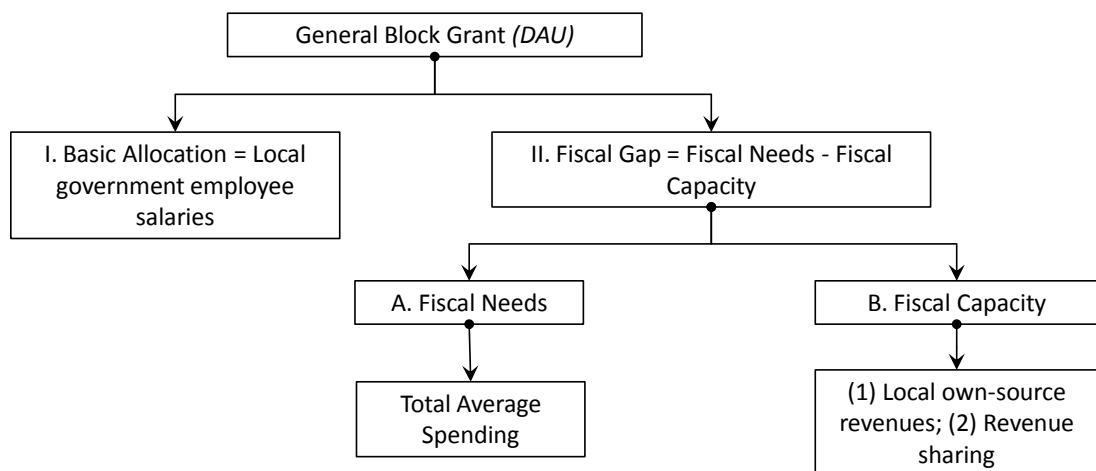 General Block Grant (DAU)
I. Basic Allocation = Local
government employee
salaries
II. Fiscal Gap = Fiscal Needs - Fiscal
Capacity
A. Fiscal Needs
B. Fiscal Capacity
Total Average
Spending
(1) Local own-source
revenues; (2) Revenue
sharing